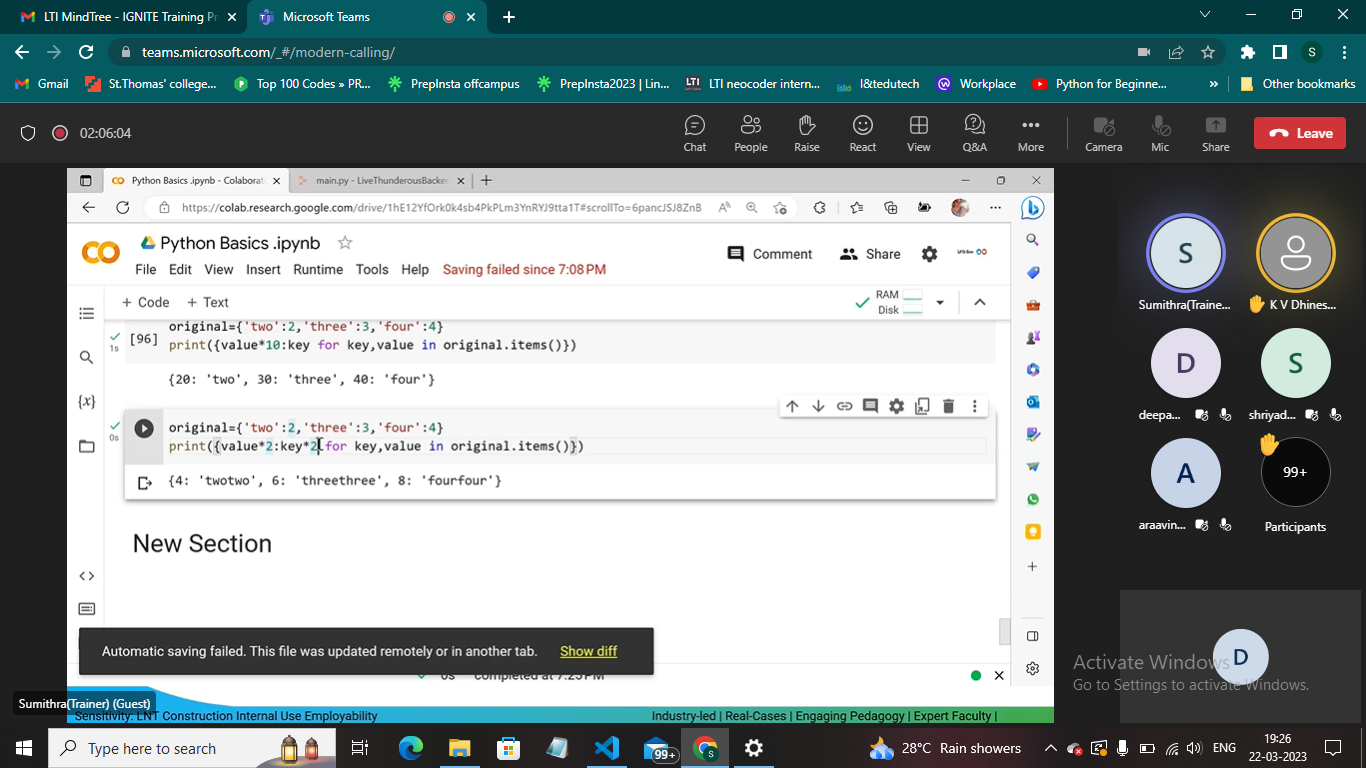 LTI MindTree - IGNITE Training Pr
Microsoft Teams
teams.microsoft.com/_#/modern-calling/
S
Gmail
St.Thomas' college...
Top 100 Codes » PR...
PrepInsta offcampus
PrepInsta2023 | Lin...
LTI neocoder intern...
l&tedutech
Workplace
Python for Beginne...
»
Other bookmarks
02:06:04
Chat
People
Raise
React
View
Q&A
More
Camera
Mic
Share
Leave
Python Basics .ipynb - Colaborat
main.py - LiveThunderousBacke
https://colab.research.google.com/drive/1hE12YfOrk0k4sb4PkPLm3YnRYJ9tta1T#scrollTo=6pancJSJ8ZnB
Python Basics .ipynb
File Edit View Insert Runtime Tools Help Saving failed since 7:08 PM
Comment
Share
+ Code + Text
RAM
Disk
[96]
1s
original={'two':2,'three':3,'four':4}
print({value*10:key for key,value in original.items()})
{20: 'two', 30: 'three', 40: 'four'}
{x}
0s
original={'two':2,'three':3,'four':4}
print({value*2:key*2 for key,value in original.items()})
{4: 'twotwo', 6: 'threethree', 8: 'fourfour'}
New Section
Automatic saving failed. This file was updated remotely or in another tab. Show diff
0s completed at 7:25 PM
S
Sumithra(Traine...
K V Dhines...
D
deepa...
S
shriyad...
A
araavin...
99+
Participants
D
Activate Windows
Go to Settings to activate Windows.
Sumithra(Trainer) (Guest)
Sensitivity: LNT Construction Internal Use Employability
Industry-led | Real-Cases | Engaging Pedagogy | Expert Faculty |
Type here to search
99+
28°C Rain showers
ENG
19:26
22-03-2023